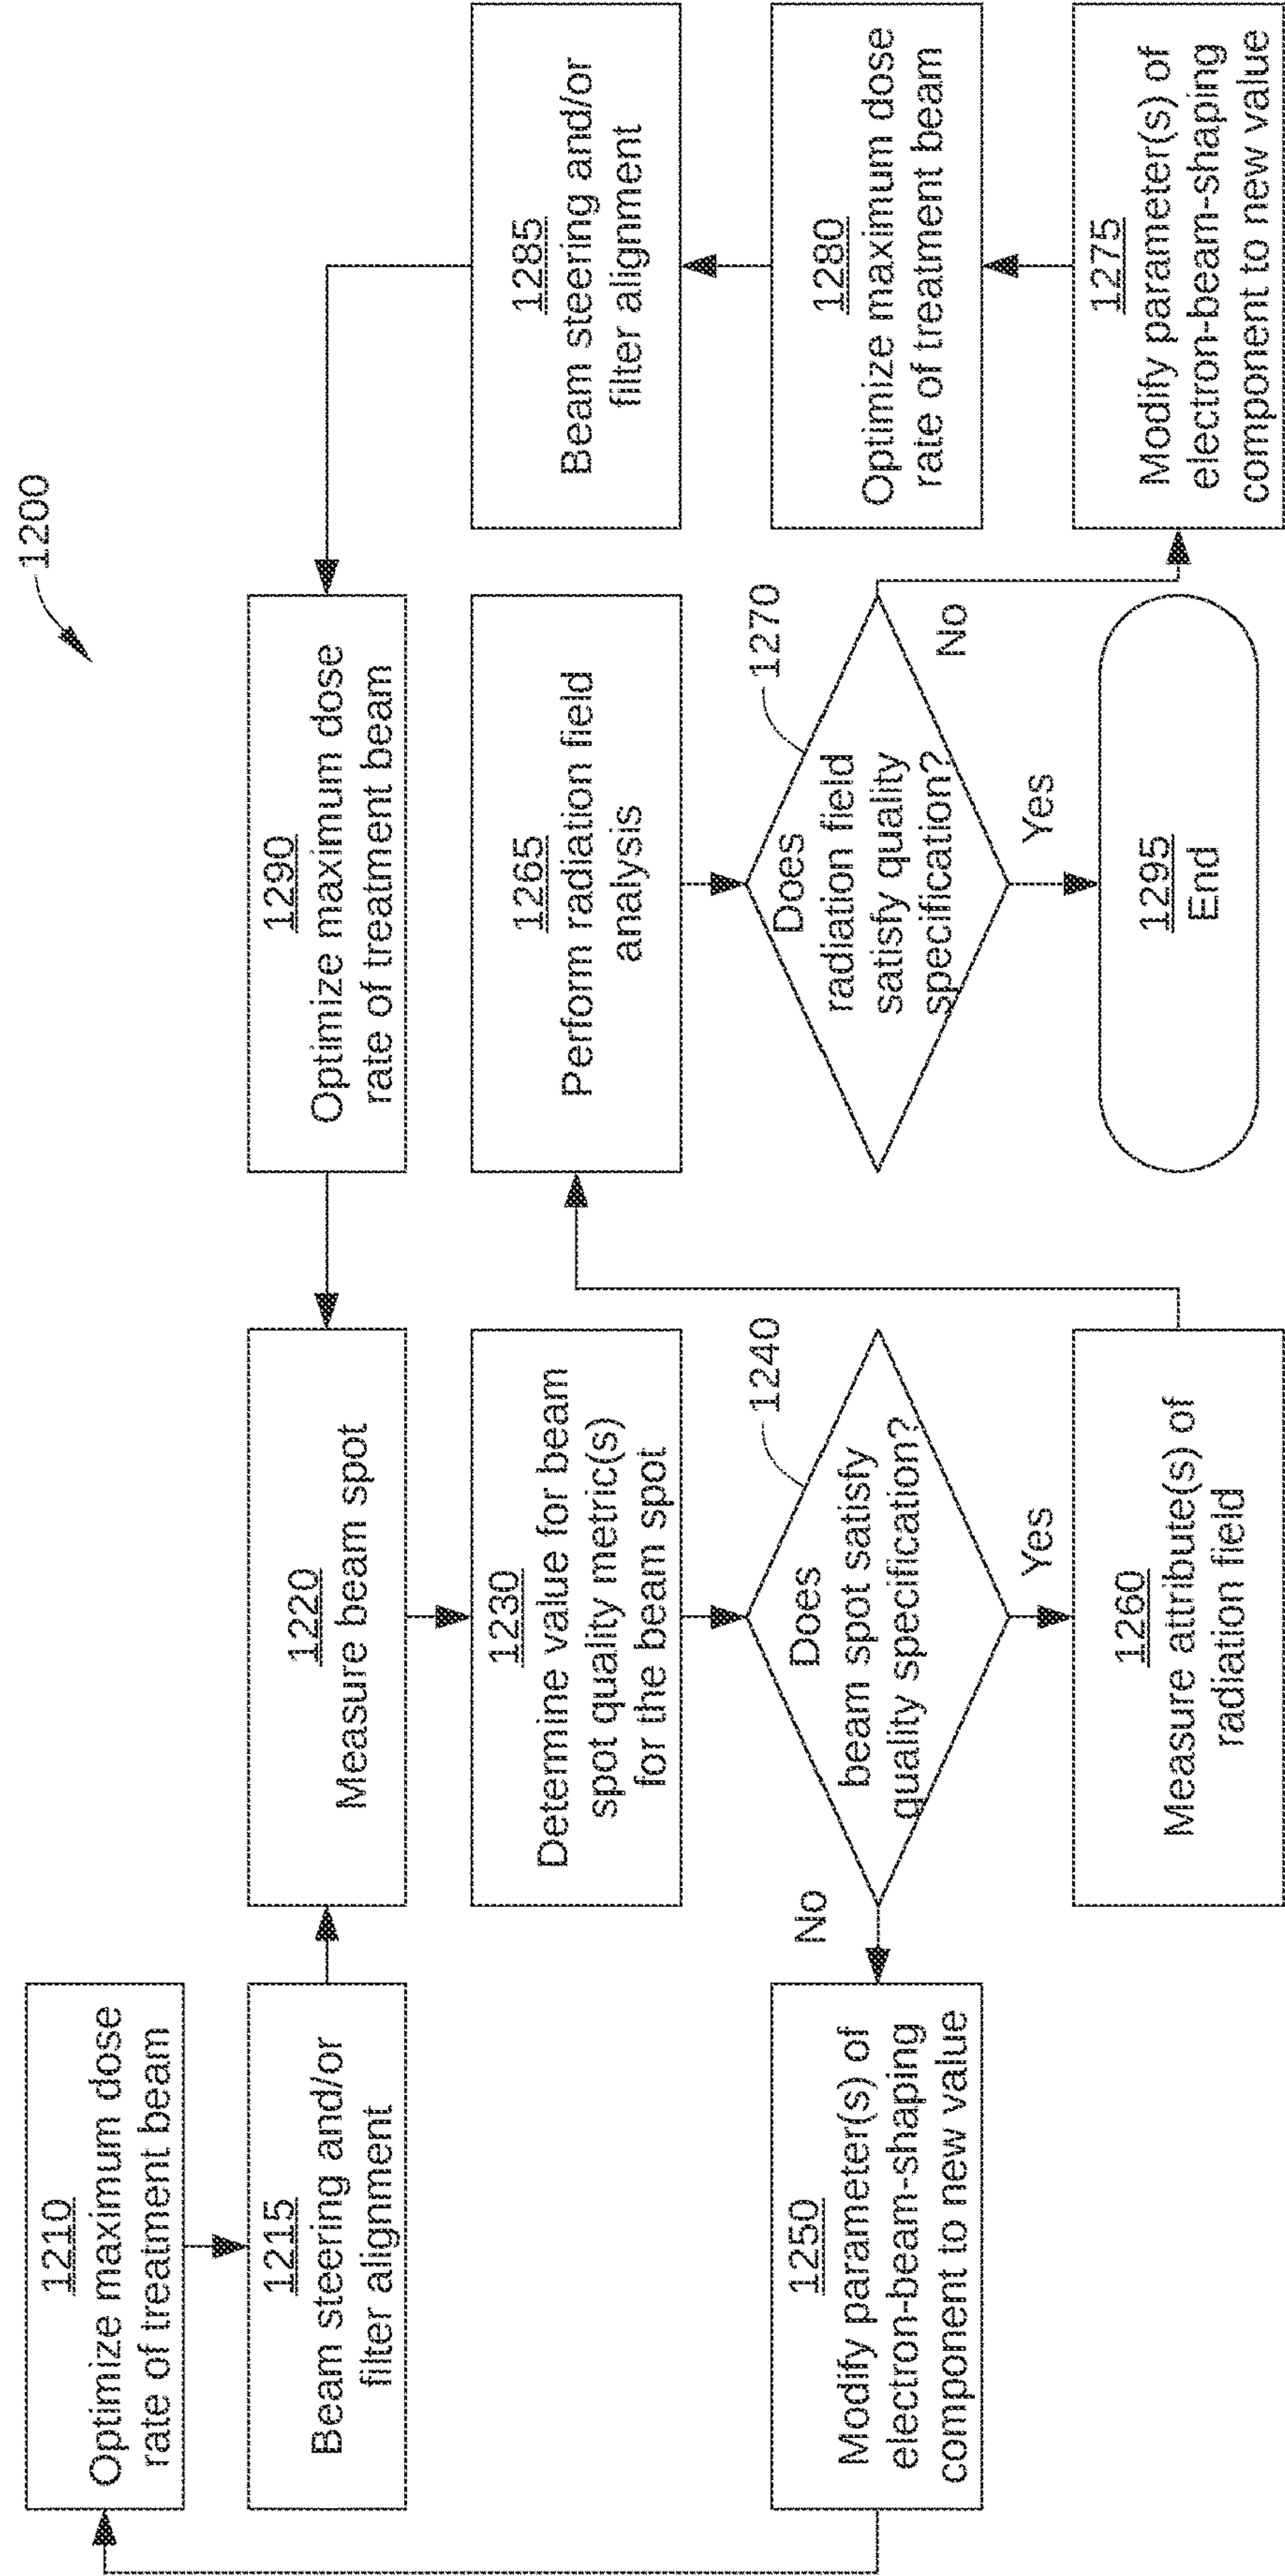 1200
1210
Optimize maximum dose
rate of treatment beam
1215
Beam steering and/or
filter alignment
1220
Measure beam spot
1230
Determine value for beam
spot quality metric(s)
for the beam spot
1240
Does
beam spot satisfy
quality specification?
No
Yes
1250
Modify parameter(s) of
electron-beam-shaping
component to new value
1260
Measure attribute(s) of
radiation field
1265
Perform radiation field
analysis
1270
Does
radiation field
satisfy quality
specification?
No
Yes
1275
Modify parameter(s) of
electron-beam-shaping
component to new value
1280
Optimize maximum dose
rate of treatment beam
1285
Beam steering and/or
filter alignment
1290
Optimize maximum dose
rate of treatment beam
1295
End